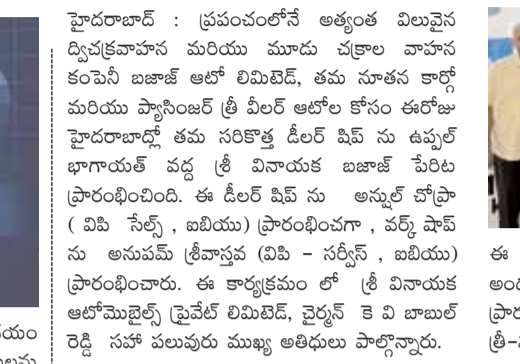 హైదరాబాద్ : ప్రపంచంలోనే అత్యంత విలువైన
ద్విచక్రవాహన మరియు మూడు చక్రాల వాహన
కంపెనీ బజాజ్ ఆటో లిమిటెడ్, తమ నూతన కార్గో
మరియు ప్యాసింజర్ త్రీ వీలర్ ఆటోల కోసం ఈరోజు
హైదరాబాద్లో తమ సరికొత్త డీలర్ షిప్ ను ఉప్పల్
భాగాయత్ వద్ద శ్రీ వినాయక బజాజ్ పేరిట
ప్రారంభించింది. ఈ డీలర్ షిప్ ను అన్షుల్ చోప్రా
( విపి సేల్స్ , ఐబియు) ప్రారంభించగా , వర్క్ షాప్
ను అనుపమ్ శ్రీవాస్తవ (విపి – సర్వీస్ , ఐబియు)
ప్రారంభించారు. ఈ కార్యక్రమం లో శ్రీ వినాయక
ఆటోమొబైల్స్ ప్రైవేట్ లిమిటెడ్, చైర్మన్ కె వి బాబుల్
రెడ్డి సహా పలువురు ముఖ్య అతిధులు పాల్గొన్నారు.
ఈ